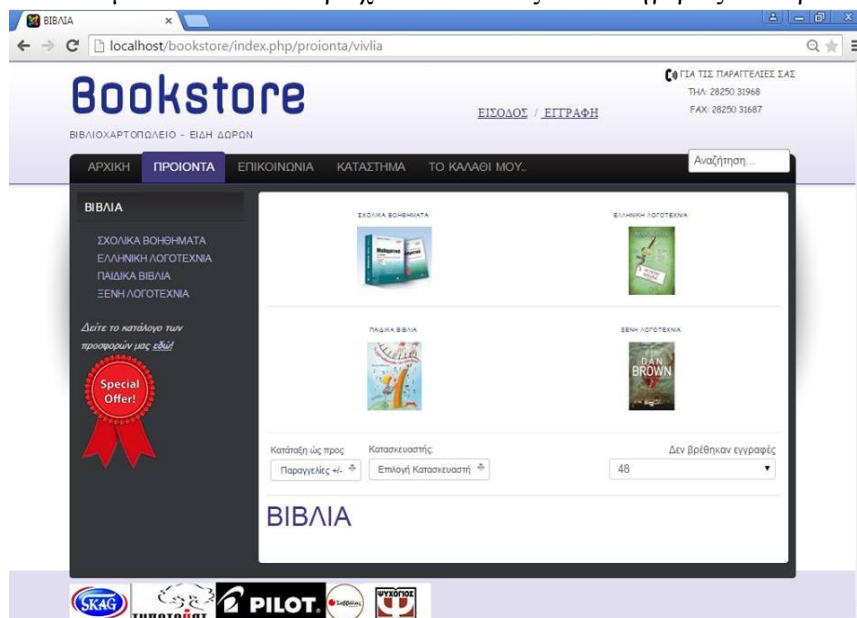 ΒΙΒΛΙΑ
localhost/bookstore/index.php/proionta/vivlia
Bookstore
ΒΙΒΛΙΟΧΑΡΤΟΠΩΛΕΙΟ - ΕΙΔΗ ΔΩΡΩΝ
ΕΙΣΟΔΟΣ / ΕΓΓΡΑΦΗ
ΓΙΑ ΤΙΣ ΠΑΡΑΓΓΕΛΙΕΣ ΣΑΣ
ΤΗΛ: 28250 31968
FAX: 28250 31687
ΑΡΧΙΚΗ ΠΡΟΙΟΝΤΑ ΕΠΙΚΟΙΝΩΝΙΑ ΚΑΤΑΣΤΗΜΑ ΤΟ ΚΑΛΑΘΙ ΜΟΥ..
Αναζήτηση...
ΒΙΒΛΙΑ
ΣΧΟΛΙΚΑ ΒΟΗΘΗΜΑΤΑ
ΕΛΛΗΝΙΚΗ ΛΟΓΟΤΕΧΝΙΑ
ΠΑΙΔΙΚΑ ΒΙΒΛΙΑ
ΞΕΝΗ ΛΟΓΟΤΕΧΝΙΑ
Δείτε το κατάλογο των
προσφορών μας εδώ!
Special
Offer!
ΣΧΟΛΙΚΑ ΒΟΗΘΗΜΑΤΑ
ΕΛΛΗΝΙΚΗ ΛΟΓΟΤΕΧΝΙΑ
Μαθηματικά
ΠΑΙΔΙΚΑ ΒΙΒΛΙΑ
ΞΕΝΗ ΛΟΓΟΤΕΧΝΙΑ
DAN
BROWN
Κατάταξη ώς προς
Παραγγελίες +/-
Κατασκευαστής:
Επιλογή Κατασκευαστή
Δεν βρέθηκαν εγγραφές
48
ΒΙΒΛΙΑ
SKAG
PILOT.
Σαββάλας
ΨΥΧΟΓΙΟΣ